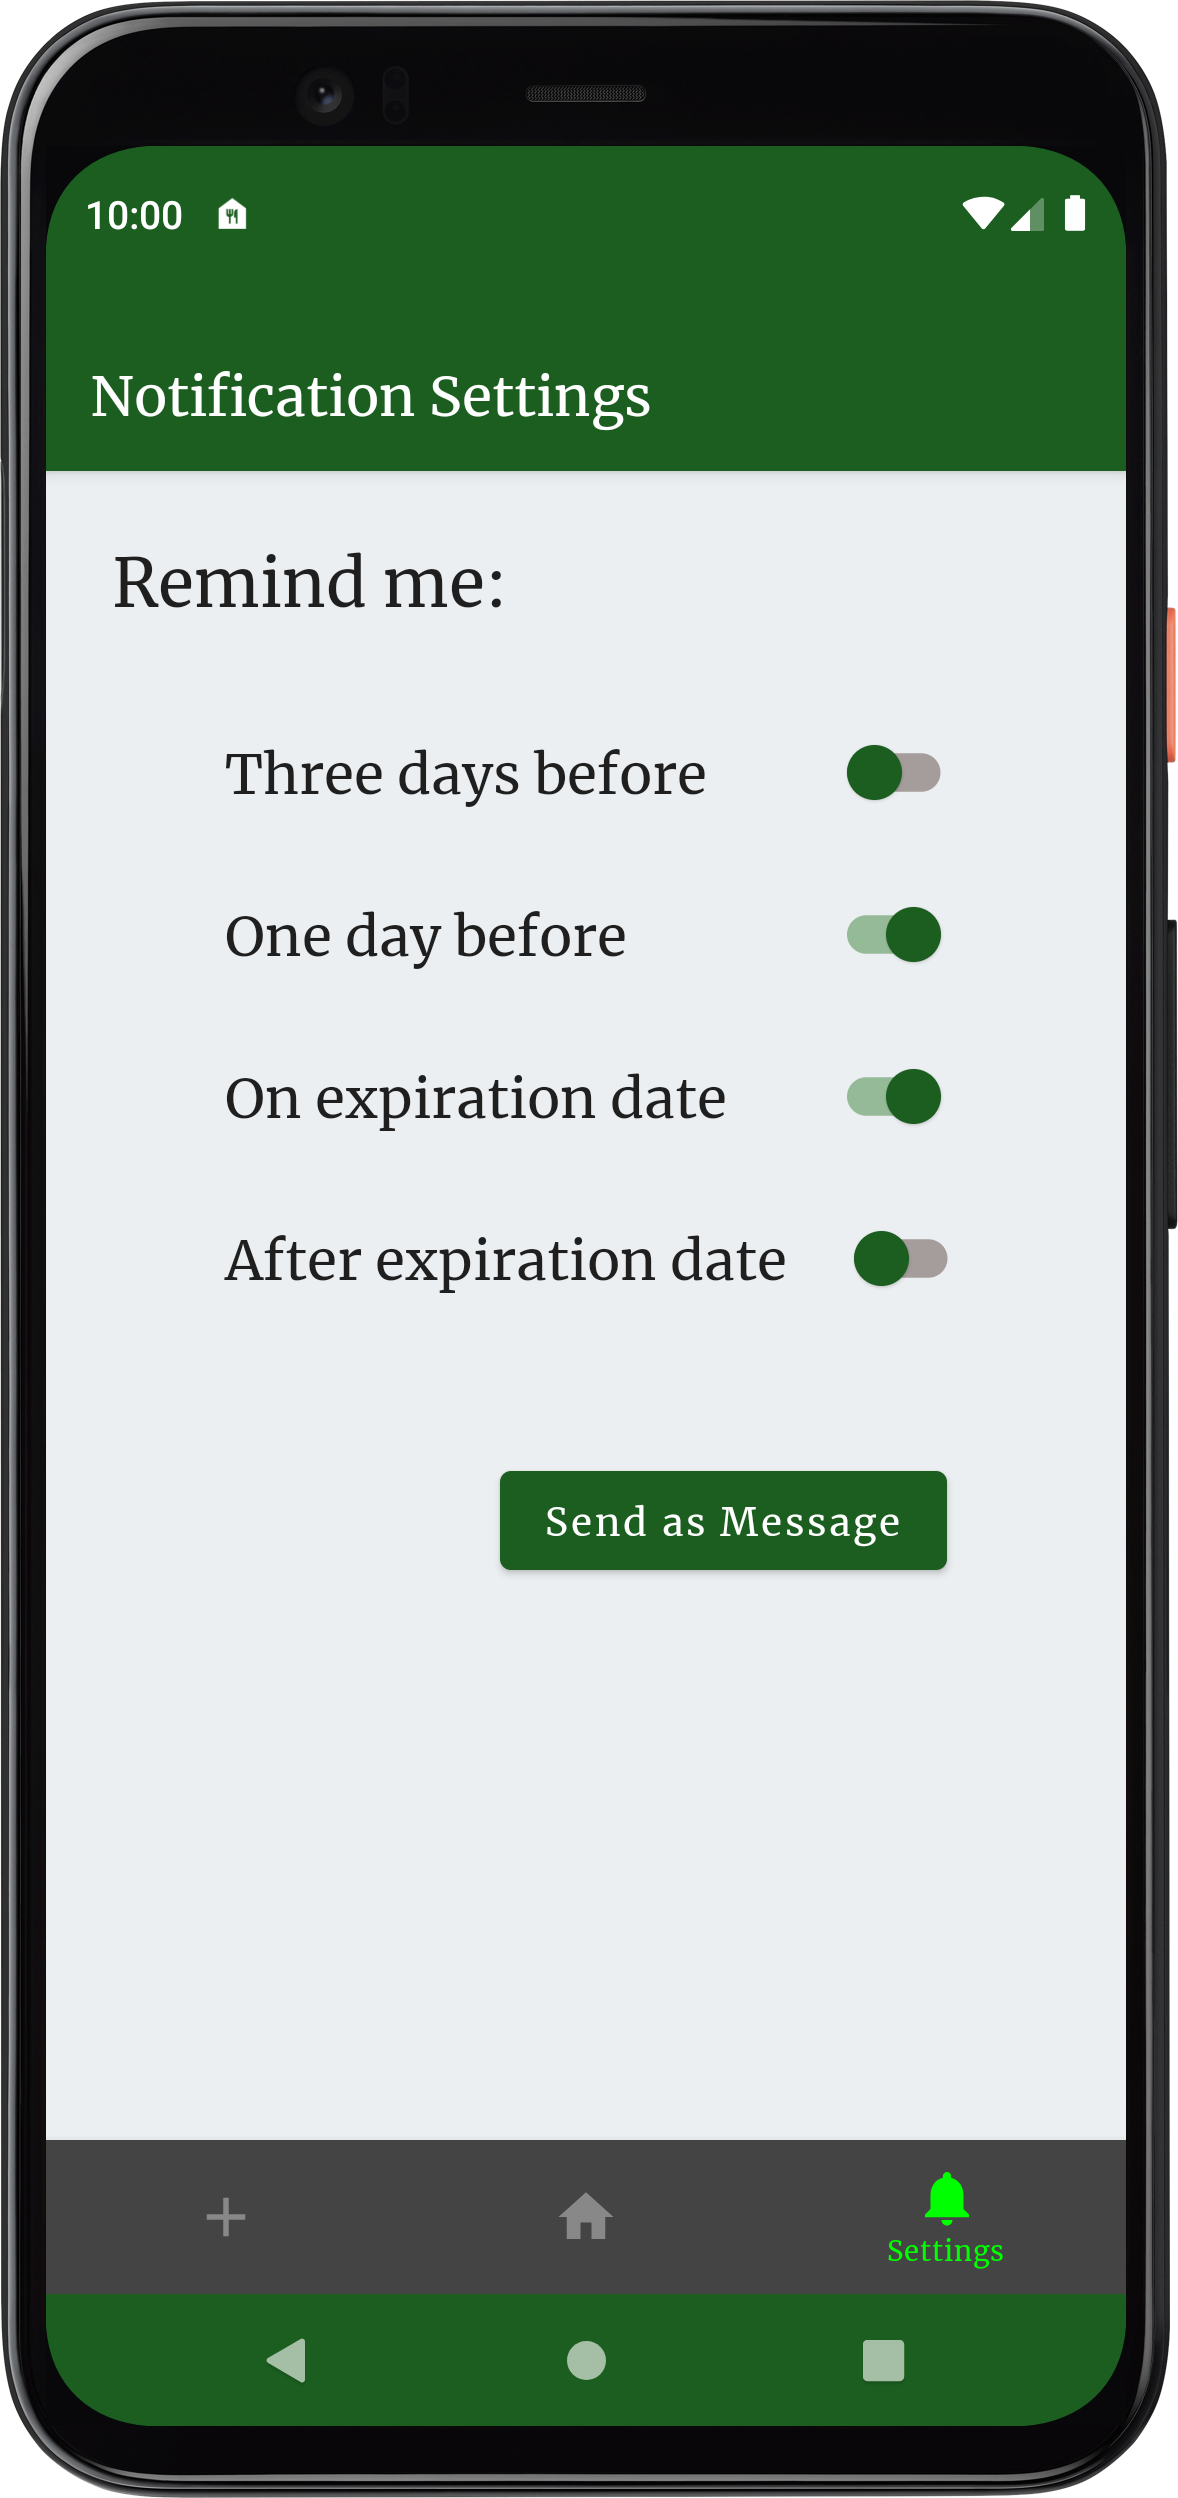 10:00
Notification Settings
Remind me:
Three days before
One day before
On expiration date
After expiration date
Send as Message
Settings